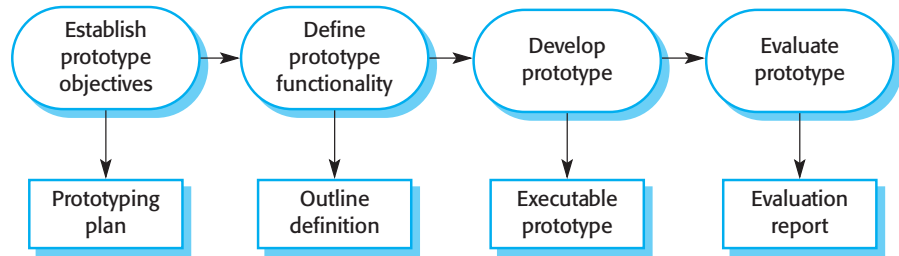 Establish
prototype
objectives
Define
prototype
functionality
Develop
prototype
Evaluate
prototype
Prototyping
plan
Outline
definition
Executable
prototype
Evaluation
report